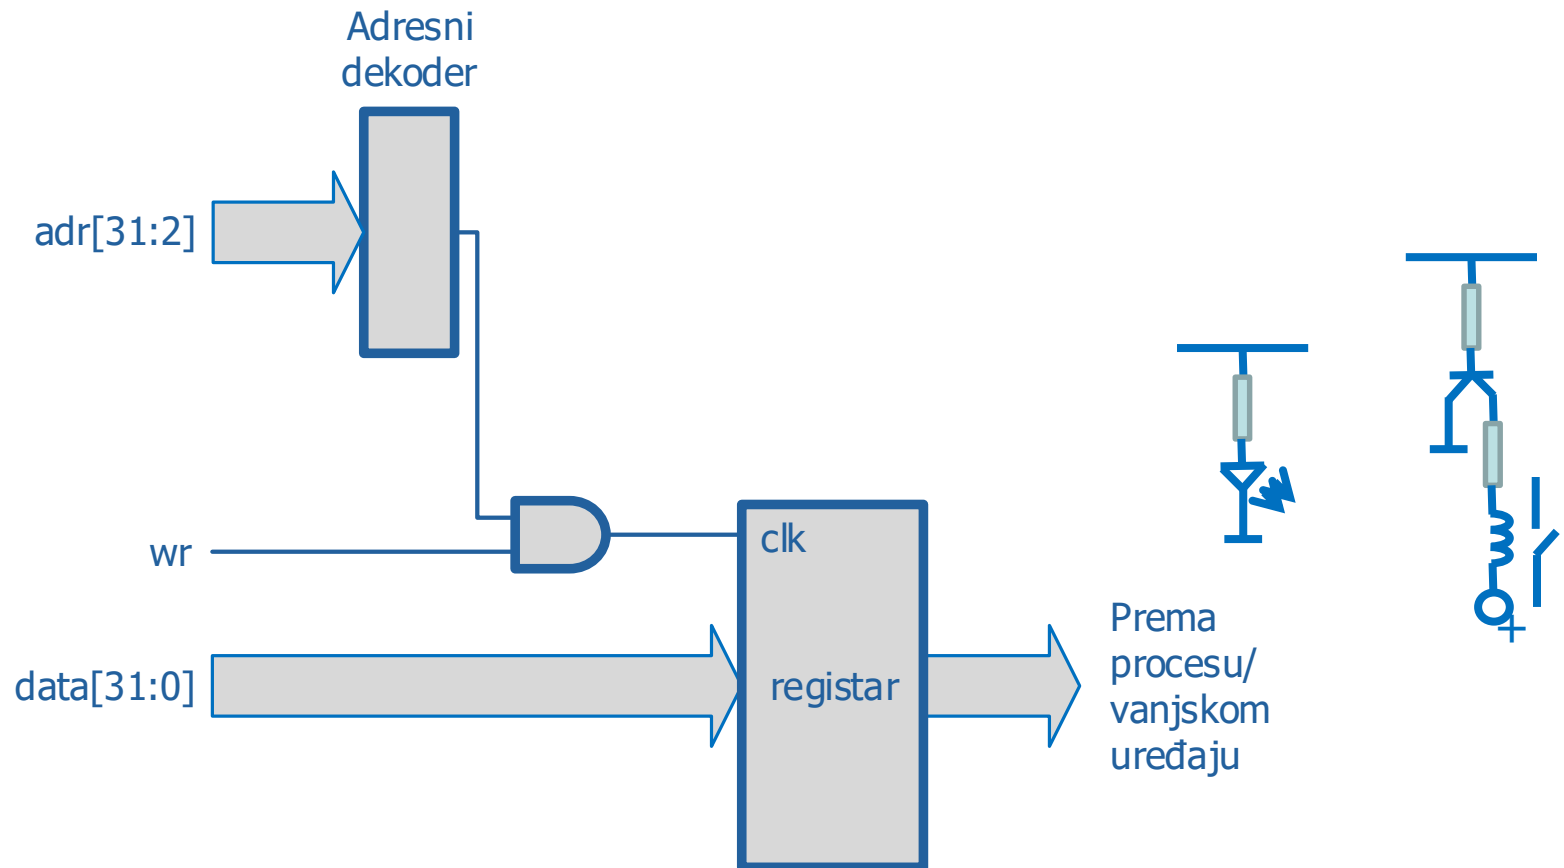 Adresni
dekoder
adr[31:2]
wr
clk
data[31:0]
registar
Prema
procesu/
vanjskom
uređaju
+